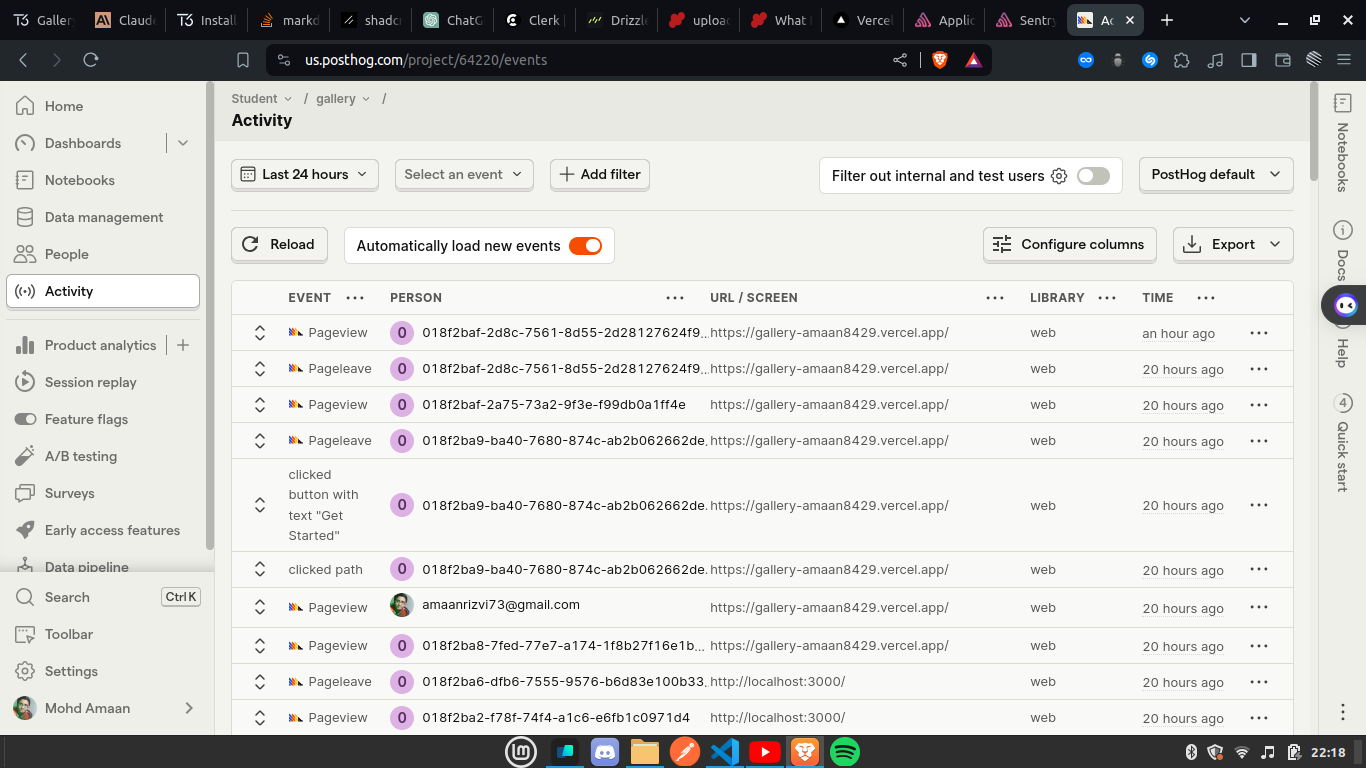 Gallery
Claude
Install
markd
shadc
ChatG
Clerk
Drizzle
upload
What I
Vercel
Applic
Sentry
Ac
us.posthog.com/project/64220/events
Home
Dashboards
Notebooks
Data management
People
Activity
Product analytics
Session replay
Feature flags
A/B testing
Surveys
Early access features
Data pipeline
Search Ctrl K
Toolbar
Settings
Mohd Amaan
Student / gallery /
Activity
Last 24 hours Select an event Add filter Filter out internal and test users PostHog default
Reload Automatically load new events Configure columns Export
EVENT PERSON URL / SCREEN LIBRARY TIME
Pageview 0 018f2baf-2d8c-7561-8d55-2d28127624f9... https://gallery-amaan8429.vercel.app/ web an hour ago
Pageleave 0 018f2baf-2d8c-7561-8d55-2d28127624f9... https://gallery-amaan8429.vercel.app/ web 20 hours ago
Pageview 0 018f2baf-2a75-73a2-9f3e-f99db0a1ff4e https://gallery-amaan8429.vercel.app/ web 20 hours ago
Pageleave 0 018f2ba9-ba40-7680-874c-ab2b062662de... https://gallery-amaan8429.vercel.app/ web 20 hours ago
clicked
button with
text "Get
Started"
0 018f2ba9-ba40-7680-874c-ab2b062662de... https://gallery-amaan8429.vercel.app/ web 20 hours ago
clicked path 0 018f2ba9-ba40-7680-874c-ab2b062662de... https://gallery-amaan8429.vercel.app/ web 20 hours ago
Pageview amaanrizvi73@gmail.com https://gallery-amaan8429.vercel.app/ web 20 hours ago
Pageview 0 018f2ba8-7fed-77e7-a174-1f8b27f16e1b... https://gallery-amaan8429.vercel.app/ web 20 hours ago
Pageleave 0 018f2ba6-dfb6-7555-9576-b6d83e100b33... http://localhost:3000/ web 20 hours ago
Pageview 0 018f2ba2-f78f-74f4-a1c6-e6fb1c0971d4 http://localhost:3000/ web 20 hours ago
Notebooks
Docs
Help
4
Quick start
22:18